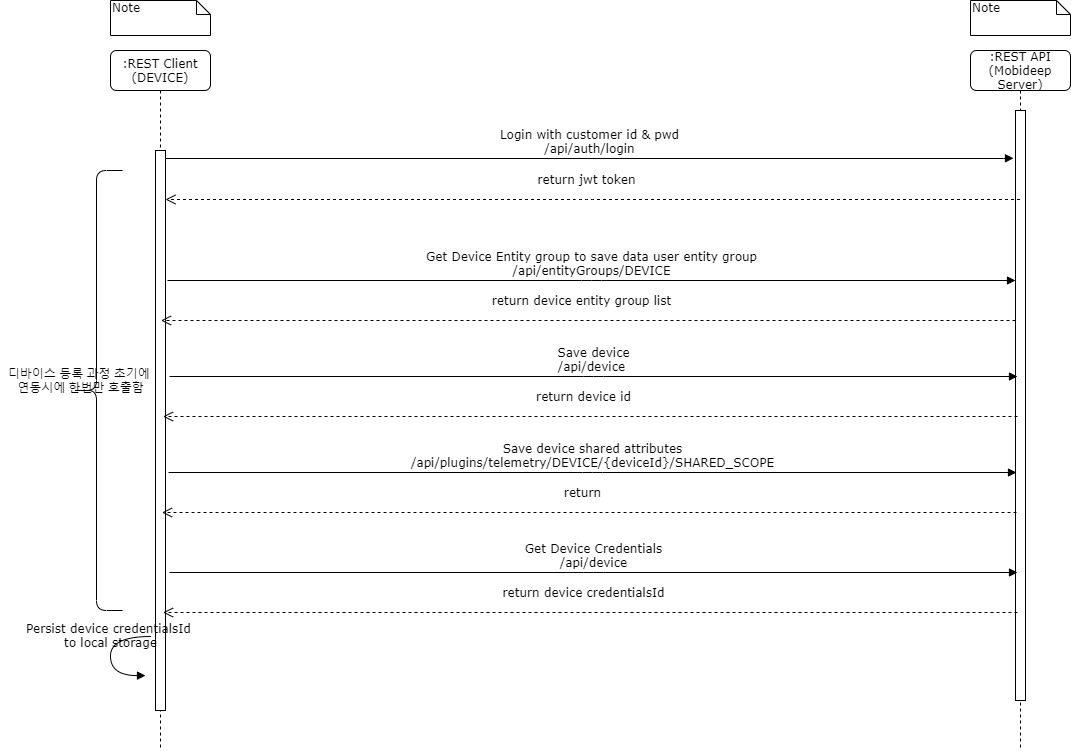 Note
Note
:REST Client
(DEVICE)
:REST API
(Mobideep
Server)
Login with customer id & pwd
/api/auth/login
return jwt token
Get Device Entity group to save data user entity group
/api/entityGroups/DEVICE
return device entity group list
Save device
/api/device
디바이스 등록 과정 초기에
연동시에 한번만 호출함
return device id
Save device shared attributes
/api/plugins/telemetry/DEVICE/{deviceId}/SHARED_SCOPE
return
Get Device Credentials
/api/device
return device credentialsId
Persist device credentialsId
to local storage